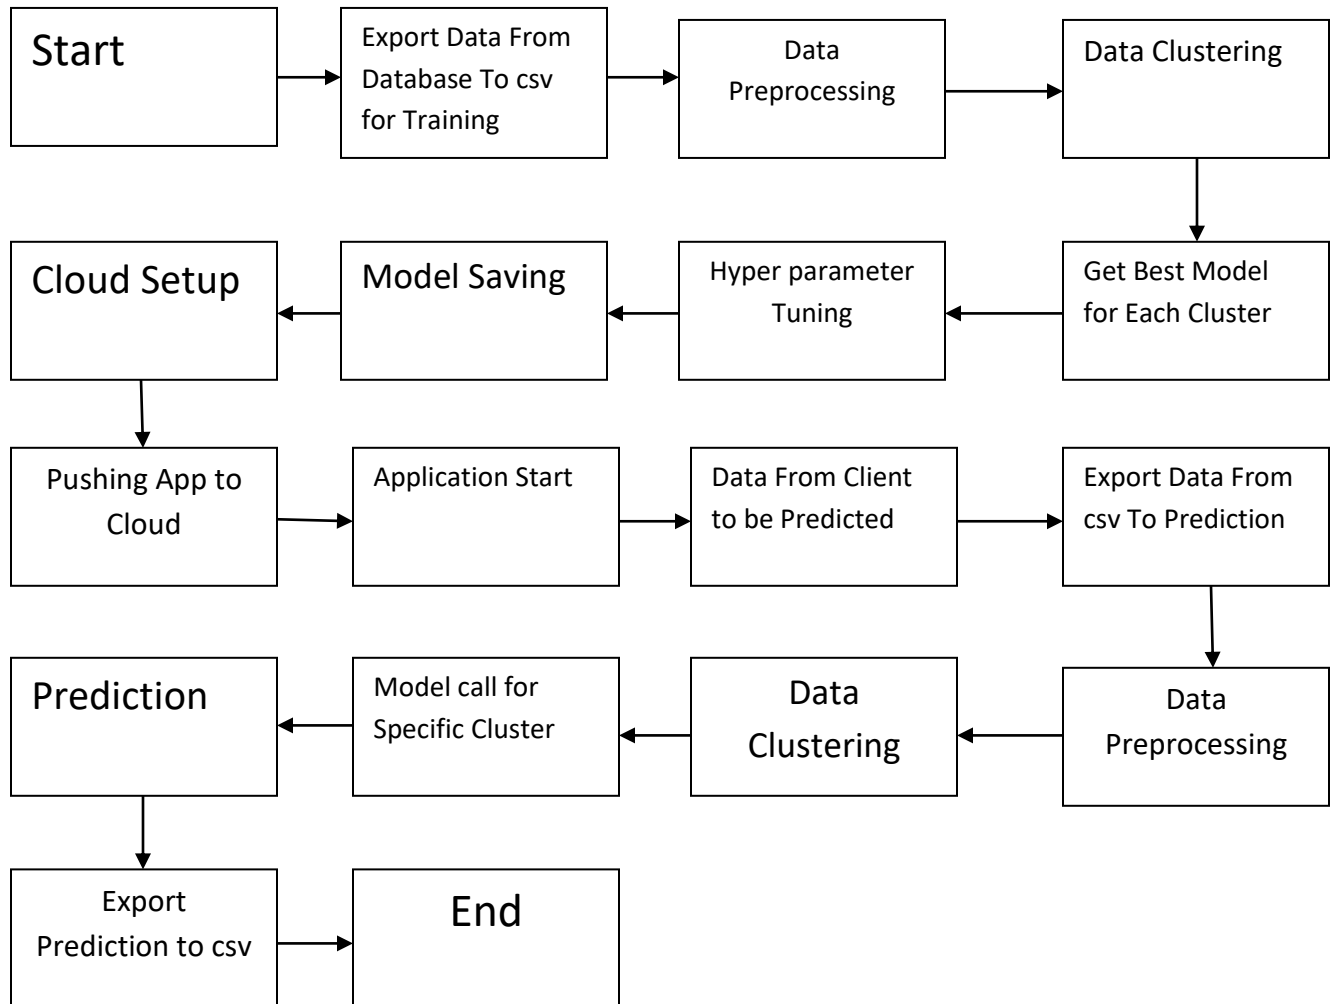 Start
Export Data From
Database To csv
for Training
Data
Preprocessing
Data Clustering
Cloud Setup
Model Saving
Hyper parameter
Tuning
Get Best Model
for Each Cluster
Pushing App to
Cloud
Application Start
Data From Client
to be Predicted
Export Data From
csv To Prediction
Prediction
Model call for
Specific Cluster
Data
Clustering
Data
Preprocessing
Export
Prediction to csv
End